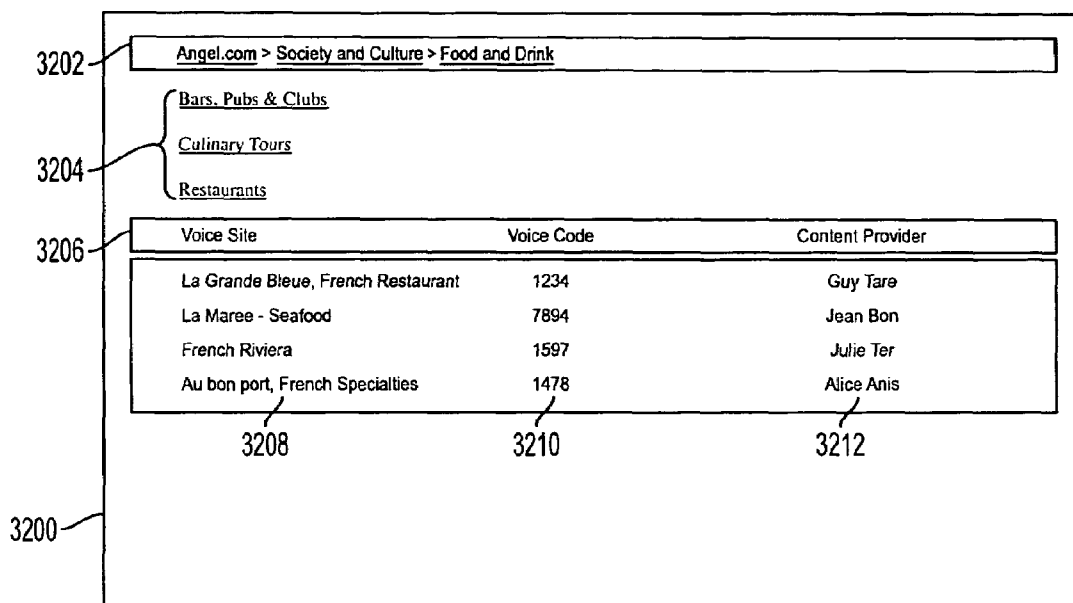 3202 Angel.com > Society and Culture > Food and Drink
Bars, Pubs & Clubs
3204 Culinary Tours
Restaurants
3206 Voice Site Voice Code Content Provider
La Grande Bleue, French Restaurant 1234 Guy Tare
La Maree - Seafood 7894 Jean Bon
French Riviera 1597 Julie Ter
Au bon port, French Specialties 1478 Alice Anis
3208 3210 3212
3200